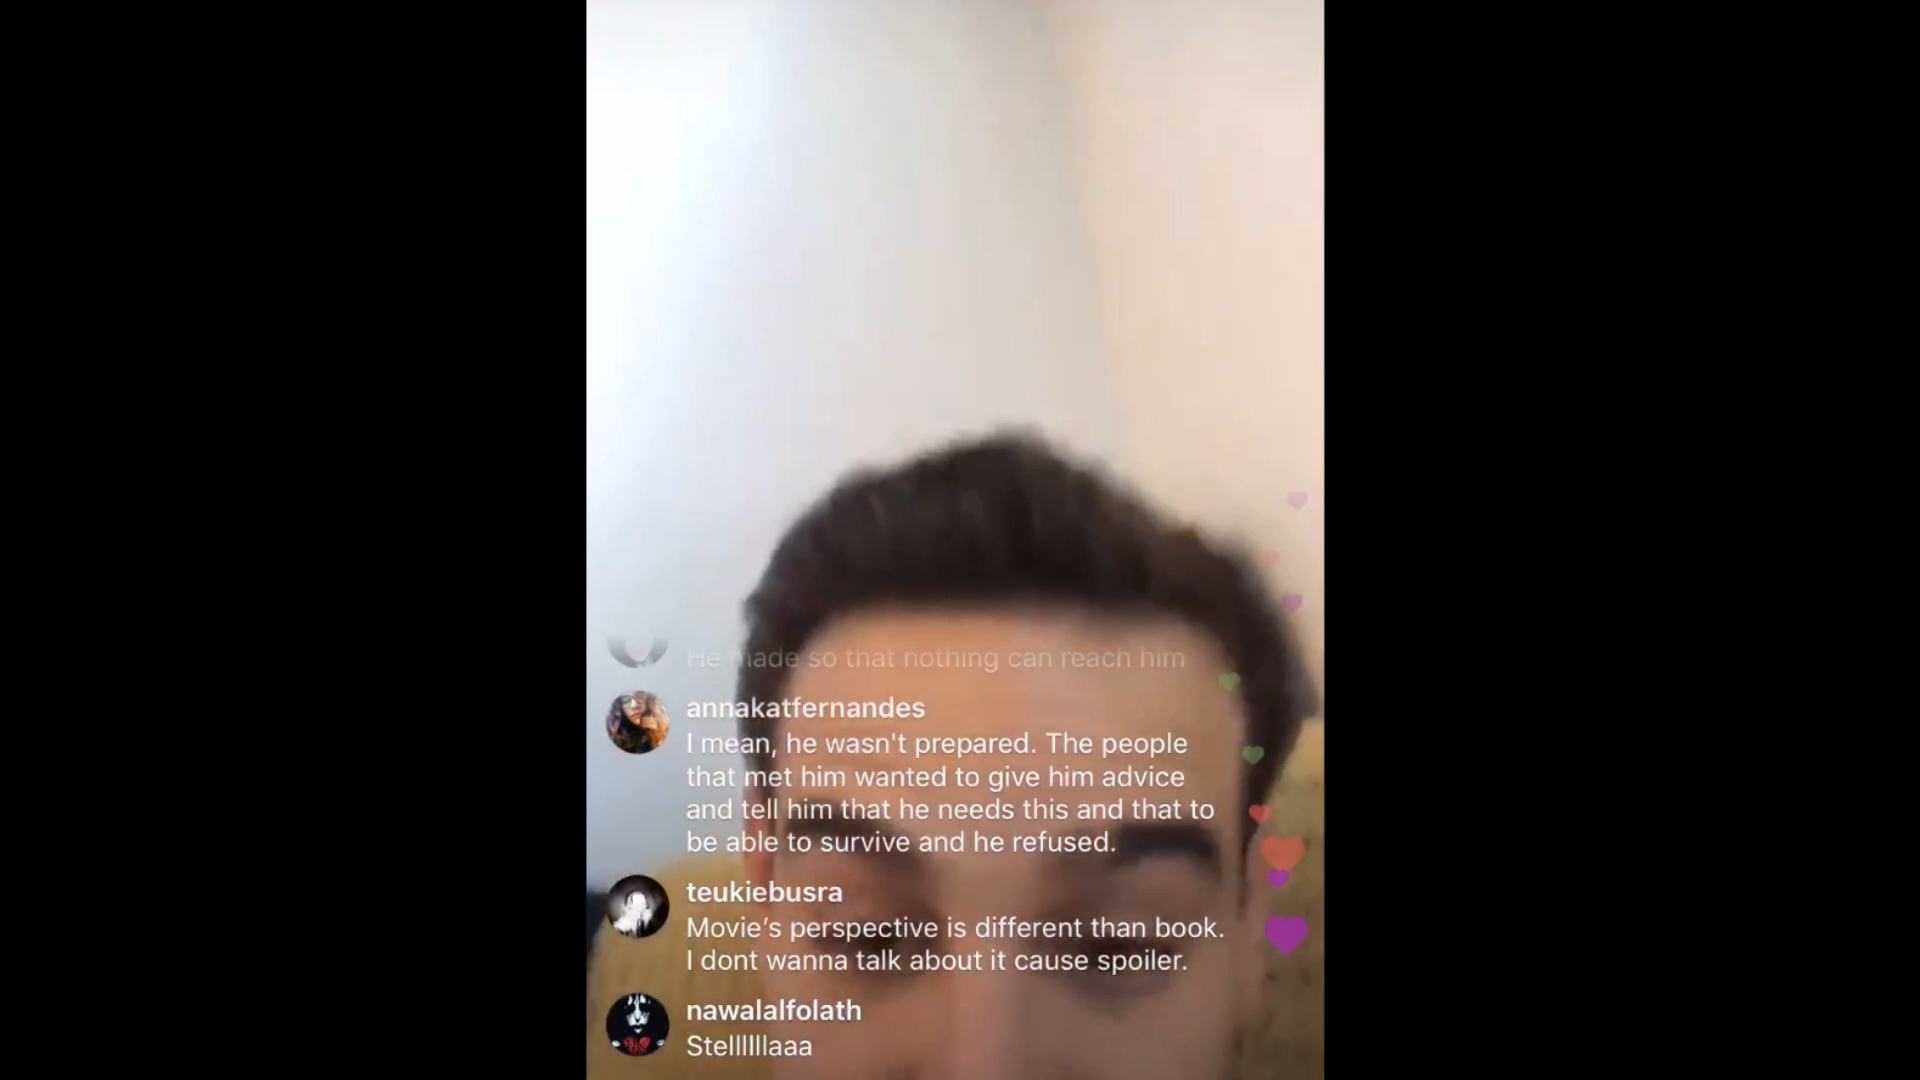 He made so that nothing can reach him
annakatfernandes
I mean, he wasn't prepared. The people
that met him wanted to give him advice
and tell him that he needs this and that to
be able to survive and he refused.
teukiebusra
Movie’s perspective is different than book.
I dont wanna talk about it cause spoiler.
nawalalfolath
Stellllllaaa